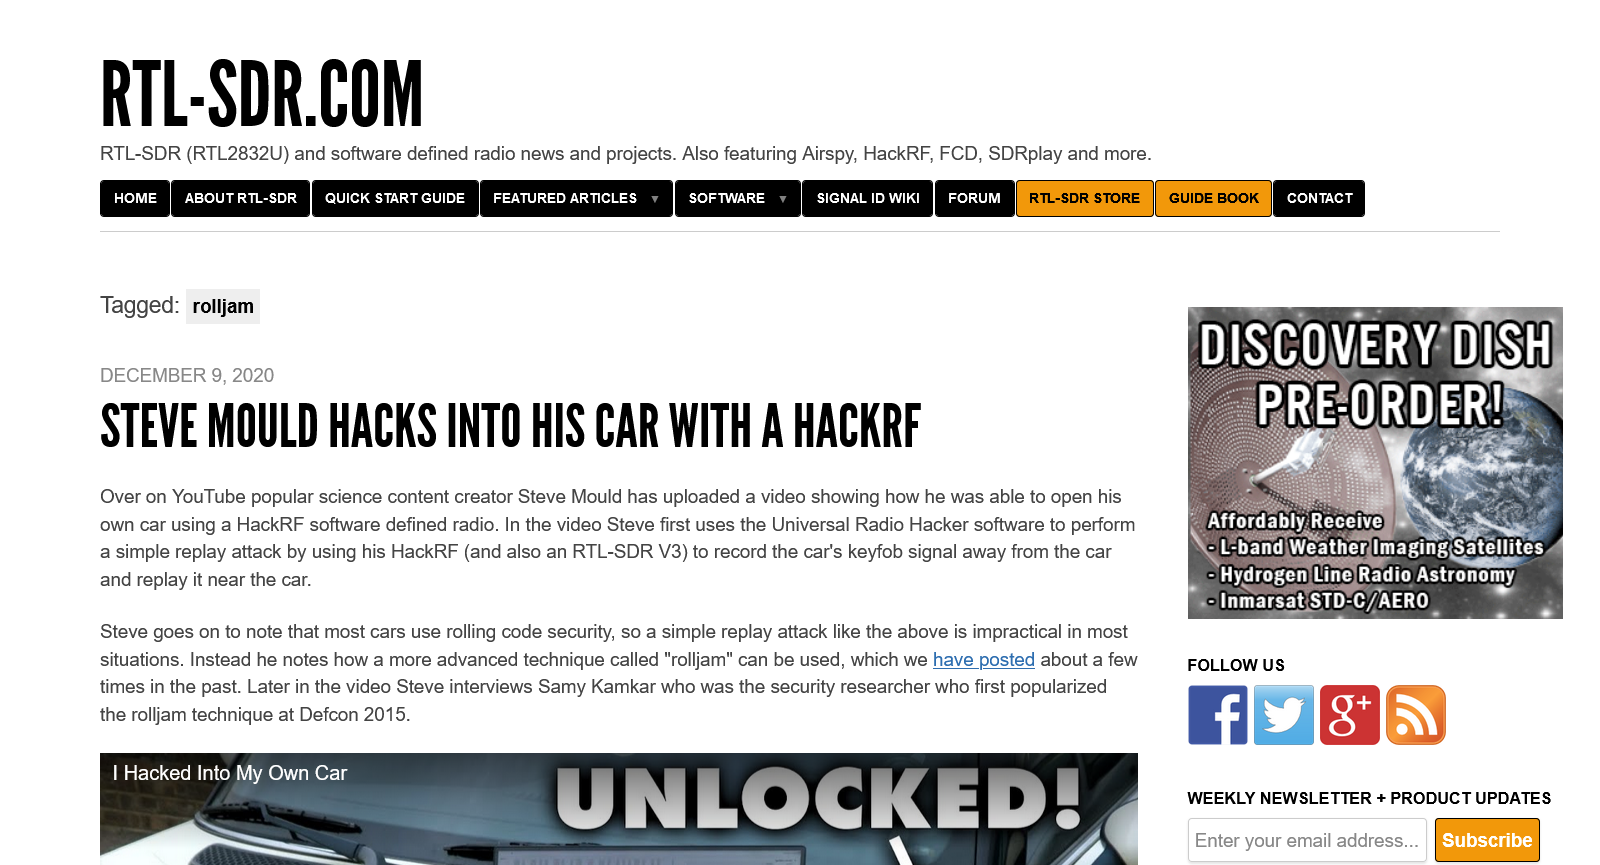 RTL-SDR.COM
RTL-SDR (RTL2832U) and software defined radio news and projects. Also featuring Airspy, HackRF, FCD, SDRplay and more.
HOME ABOUT RTL-SDR QUICK START GUIDE FEATURED ARTICLES SOFTWARE SIGNAL ID WIKI FORUM RTL-SDR STORE GUIDE BOOK CONTACT
Tagged: rolljam
DECEMBER 9, 2020
STEVE MOULD HACKS INTO HIS CAR WITH A HACKRF
Over on YouTube popular science content creator Steve Mould has uploaded a video showing how he was able to open his
own car using a HackRF software defined radio. In the video Steve first uses the Universal Radio Hacker software to perform
a simple replay attack by using his HackRF (and also an RTL-SDR V3) to record the car's keyfob signal away from the car
and replay it near the car.
Steve goes on to note that most cars use rolling code security, so a simple replay attack like the above is impractical in most
situations. Instead he notes how a more advanced technique called "rolljam" can be used, which we have posted about a few
times in the past. Later in the video Steve interviews Samy Kamkar who was the security researcher who first popularized
the rolljam technique at Defcon 2015.
I Hacked Into My Own Car
UNLOCKED!
DISCOVERY DISH
PRE-ORDER!
Affordably Receive
- L-band Weather Imaging Satellites
- Hydrogen Line Radio Astronomy
- Inmarsat STD-C/AERO
FOLLOW US
WEEKLY NEWSLETTER + PRODUCT UPDATES
Enter your email address... Subscribe